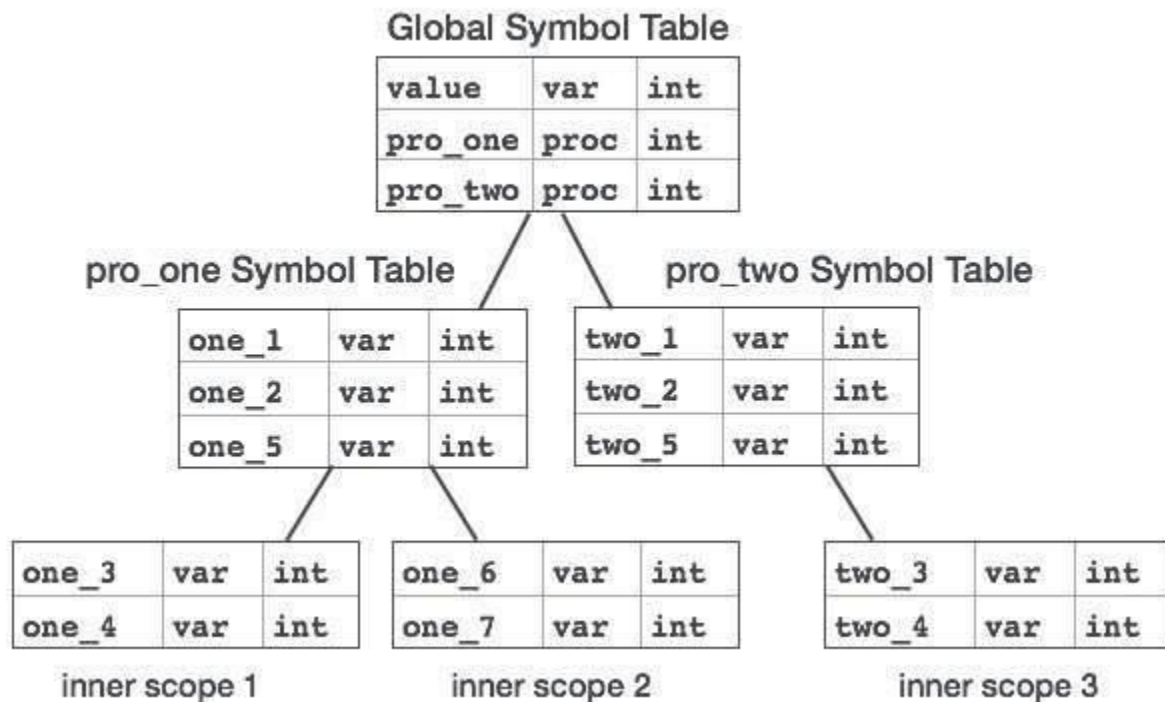 Global Symbol Table
value var int
pro_one proc int
pro_two proc int
pro_one Symbol Table
one_1 var int
one_2 var int
one_5 var int
pro_two Symbol Table
two_1 var int
two_2 var int
two_5 var int
one_3 var int
one_4 var int
inner scope 1
one_6 var int
one_7 var int
inner scope 2
two_3 var int
two_4 var int
inner scope 3